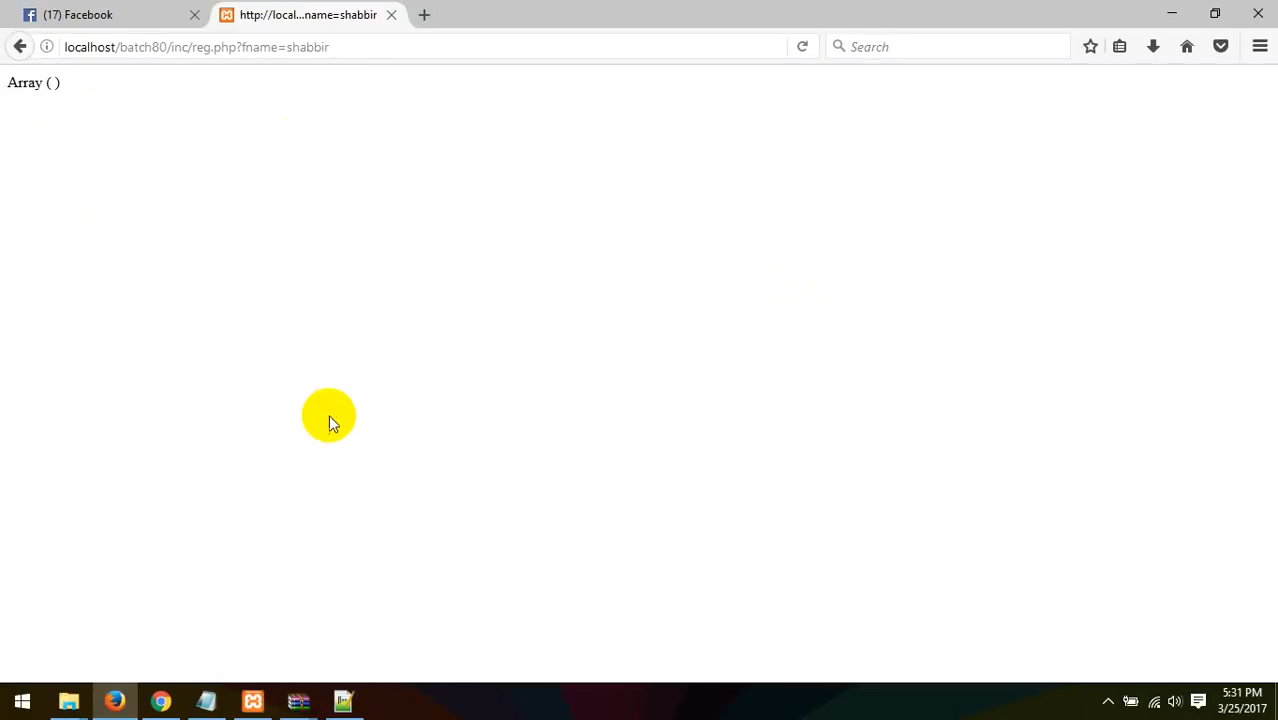 (17) Facebook
http://local...name=shabbir
localhost/batch80/inc/reg.php?fname=shabbir
Search
Array ( )
5:31 PM
3/25/2017